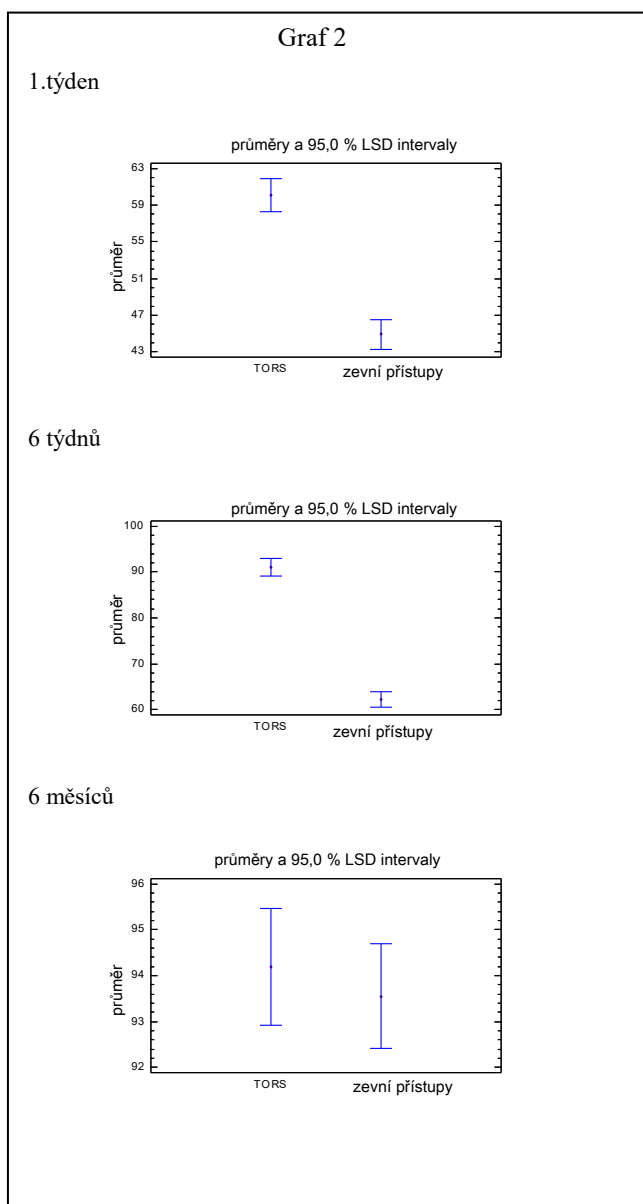 Graf 2
1.týden
průměry a 95,0 % LSD intervaly
průměr
63
59
55
51
47
43
TORS zevní přístupy
6 týdnů
průměry a 95,0 % LSD intervaly
průměr
100
90
80
70
60
TORS zevní přístupy
6 měsíců
průměry a 95,0 % LSD intervaly
průměr
96
95
94
93
92
TORS zevní přístupy